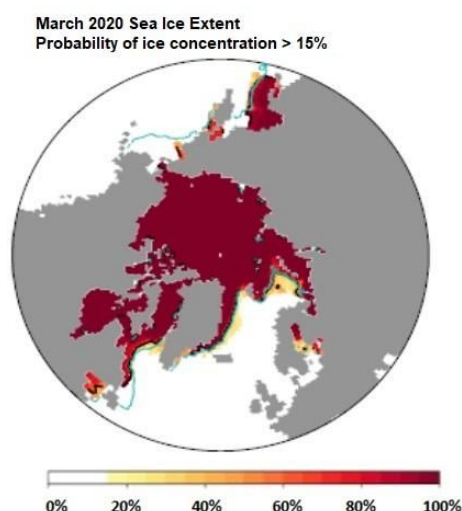 March 2020 Sea Ice Extent
Probability of ice concentration > 15%
0% 20% 40% 60% 80% 100%